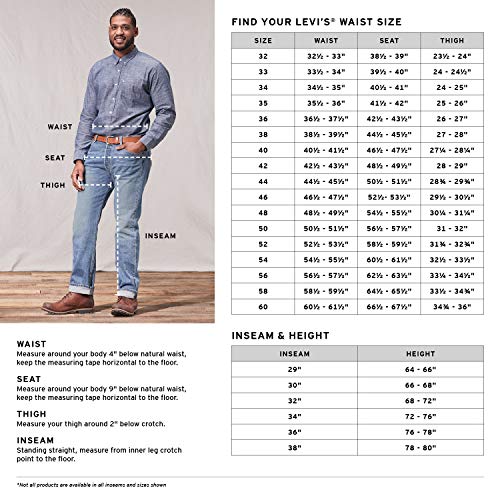 FIND YOUR LEVI'S® WAIST SIZE
SIZE WAIST SEAT THIGH
32 32½ - 33" 38½ - 39" 23½ - 24"
33 33½ - 34" 39½ - 40" 24 - 24½"
34 34½ - 35" 40½ - 41" 24 - 25"
35 35½ - 36" 41½ - 42" 25 - 26"
36 36½ - 37½" 42½ - 43½" 26 - 27"
38 38½ - 39½" 44½ - 45½" 27 - 28"
40 40½ - 41½" 46½ - 47½" 27¼ - 28¼"
42 42½ - 43½" 48½ - 49½" 28 - 29"
44 44½ - 45½" 50½ - 51½" 28¾ - 29¾"
46 46½ - 47½" 52½ - 53½" 29½ - 30½"
48 48½ - 49½" 54½ - 55½" 30¼ - 31¼"
50 50½ - 51½" 56½ - 57½" 31 - 32"
52 52½ - 53½" 58½ - 59½" 31¾ - 32¾"
54 54½ - 55½" 60½ - 61½" 32½ - 33½"
56 56½ - 57½" 62½ - 63½" 33¼ - 34½"
58 58½ - 59½" 64½ - 65½" 33½ - 34¾"
60 60½ - 61½" 66½ - 67½" 34¾ - 36"
WAIST
SEAT
THIGH
INSEAM
INSEAM & HEIGHT
INSEAM HEIGHT
29" 64 - 66"
30" 66 - 68"
32" 68 - 72"
34" 72 - 76"
36" 76 - 78"
38" 78 - 80"
WAIST
Measure around your body 4" below natural waist,
keep the measuring tape horizontal to the floor.
SEAT
Measure around your body 9" below natural waist,
keep the measuring tape horizontal to the floor.
THIGH
Measure your thigh around 2" below crotch.
INSEAM
Standing straight, measure from inner leg crotch
point to the floor.
*Not all products are available in all inseams and sizes shown